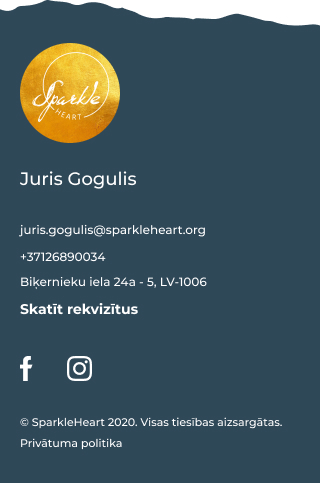 Sparkle
HEART
Juris Gogulis
juris.gogulis@sparkleheart.org
+37126890034
Biķernieku iela 24a - 5, LV-1006
Skatīt rekvizītus
© SparkleHeart 2020. Visas tiesības aizsargātas.
Privātuma politika